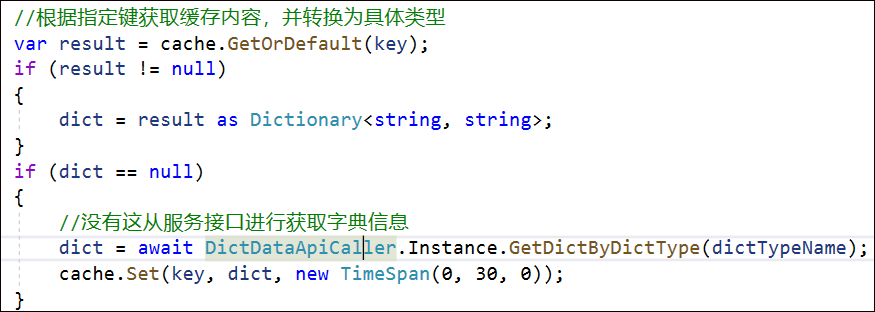 //根据指定键获取缓存内容，并转换为具体类型
var result = cache.GetOrDefault(key);
if (result != null)
{
    dict = result as Dictionary<string, string>;
}
if (dict == null)
{
    //没有这从服务接口进行获取字典信息
    dict = await DictDataApiCaller.Instance.GetDictByDictType(dictTypeName);
    cache.Set(key, dict, new TimeSpan(0, 30, 0));
}